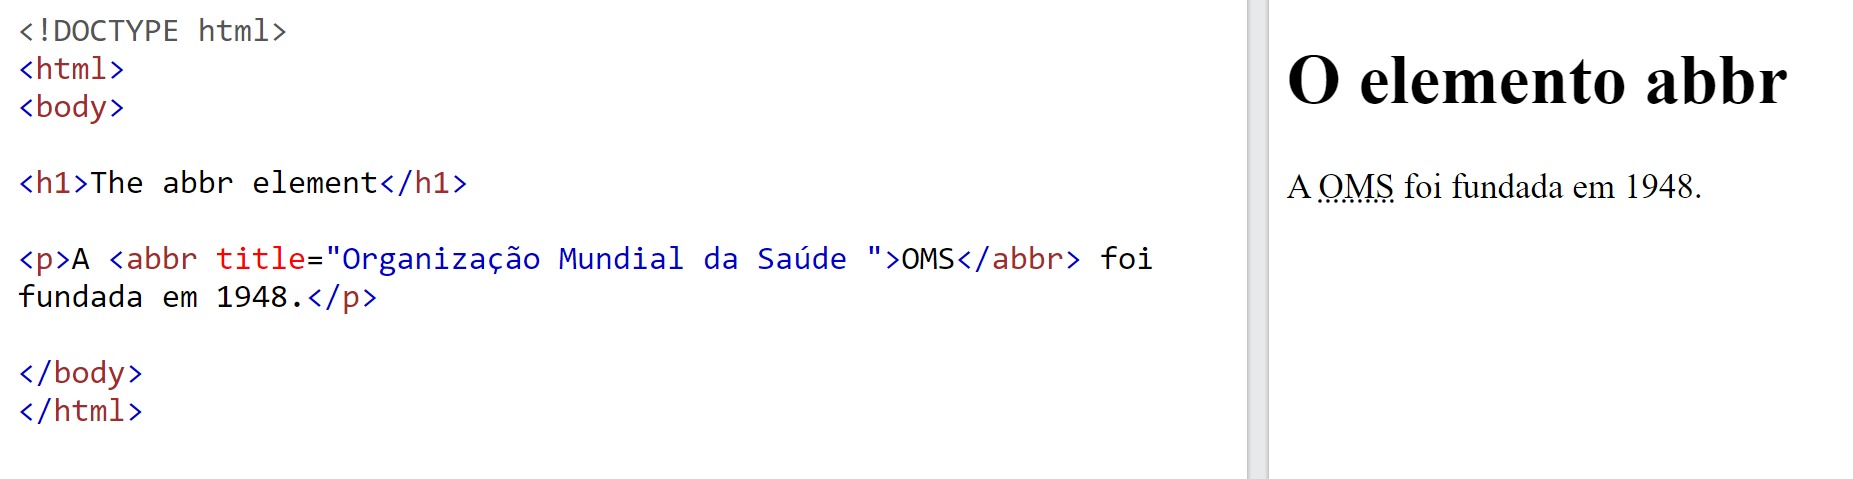 <!DOCTYPE html>
<html>
<body>
<h1>The abbr element</h1>
<p>A <abbr title="Organização Mundial da Saúde ">OMS</abbr> foi
fundada em 1948.</p>
</body>
</html>
O elemento abbr
A OMS foi fundada em 1948.